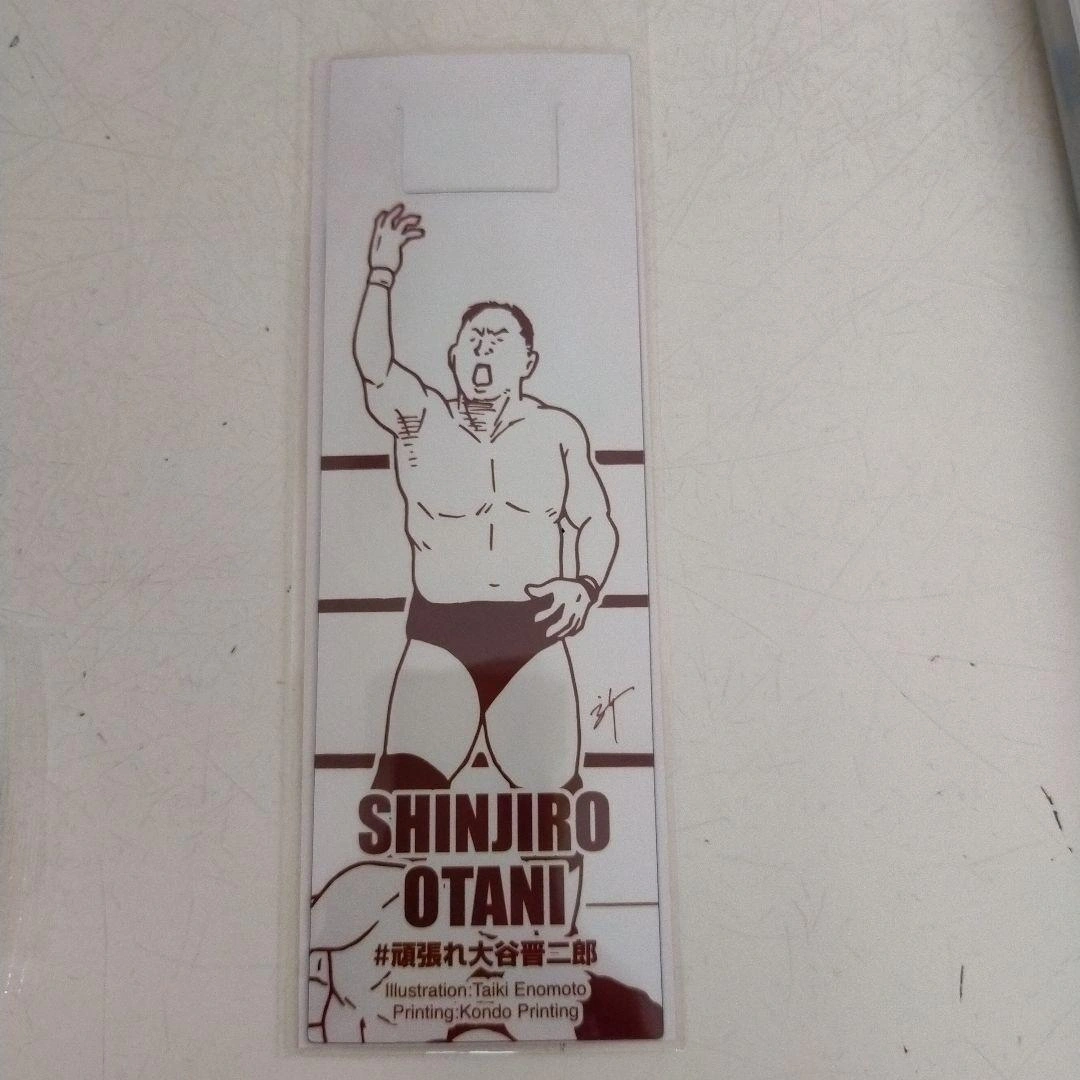 SHINJIRO
OTANI
#頑張れ大谷晋二郎
Illustration:Taiki Enomoto
Printing:Kondo Printing